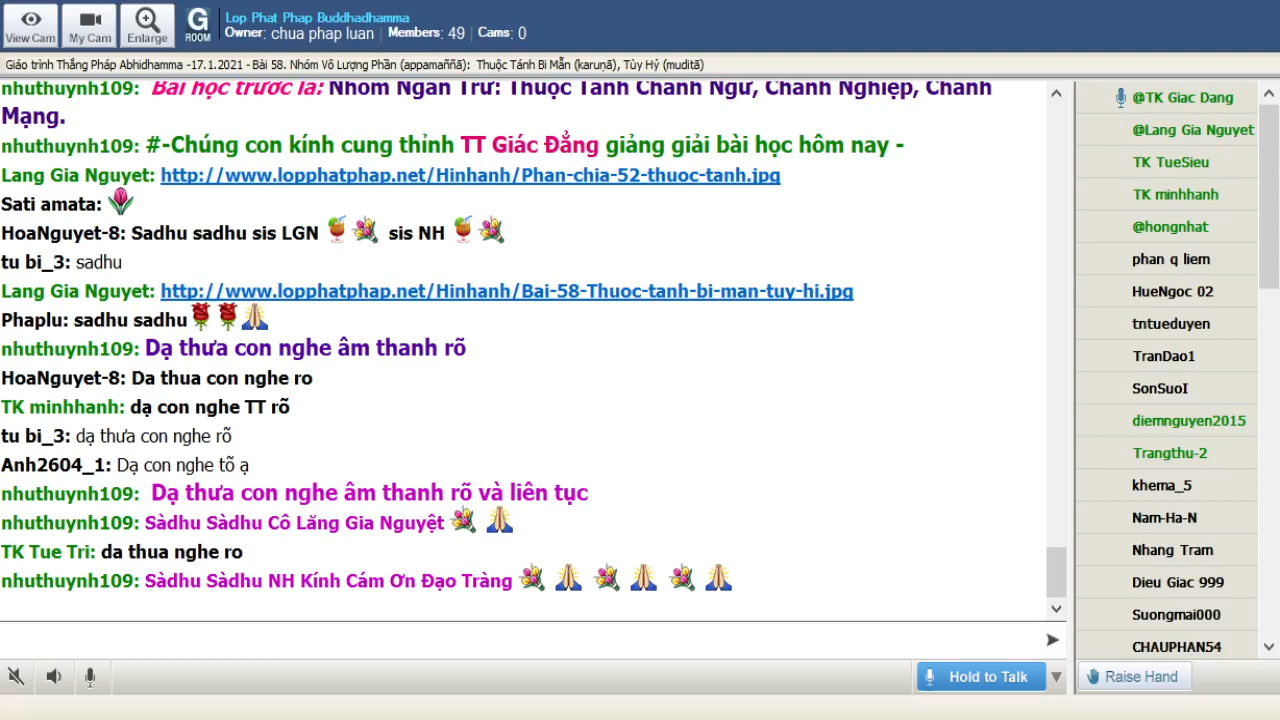 View Cam
My Cam
Enlarge
G
ROOM
Lop Phat Phap Buddhadhamma
Owner: chua phap luan Members: 49 Cams: 0
Giáo trình Thắng Pháp Abhidhamma -17.1.2021 - Bài 58. Nhóm Vô Lượng Phần (appamaññā): Thuộc Tánh Bi Mẫn (karuṇā), Tùy Hỷ (muditā)
nhuthuynh109: Bài học trước là: Nhóm Ngăn Trừ: Thuộc Tánh Chánh Ngữ, Chánh Nghiệp, Chánh
Mạng.
nhuthuynh109: #-Chúng con kính cung thỉnh TT Giác Đẳng giảng giải bài học hôm nay -
Lang Gia Nguyet: http://www.lopphatphap.net/Hinhanh/Phan-chia-52-thuoc-tanh.jpg
Sati amata:
HoaNguyet-8: Sadhu sadhu sis LGN sis NH
tu bi_3: sadhu
Lang Gia Nguyet: http://www.lopphatphap.net/Hinhanh/Bai-58-Thuoc-tanh-bi-man-tuy-hi.jpg
Phaplu: sadhu sadhu
nhuthuynh109: Dạ thưa con nghe âm thanh rõ
HoaNguyet-8: Da thua con nghe ro
TK minhhanh: dạ con nghe TT rõ
tu bi_3: dạ thưa con nghe rõ
Anh2604_1: Dạ con nghe tõ ạ
nhuthuynh109: Dạ thưa con nghe âm thanh rõ và liên tục
nhuthuynh109: Sàdhu Sàdhu Cô Lăng Gia Nguyệt
TK Tue Tri: da thua nghe ro
nhuthuynh109: Sàdhu Sàdhu NH Kính Cám Ơn Đạo Tràng
@TK Giac Dang
@Lang Gia Nguyet
TK TueSieu
TK minhhanh
@hongnhat
phan q liem
HueNgoc 02
tntueduyen
TranDao1
SonSuoI
diemnguyen2015
Trangthu-2
khema_5
Nam-Ha-N
Nhang Tram
Dieu Giac 999
Suongmai000
CHAUPHAN54
Hold to Talk
Raise Hand